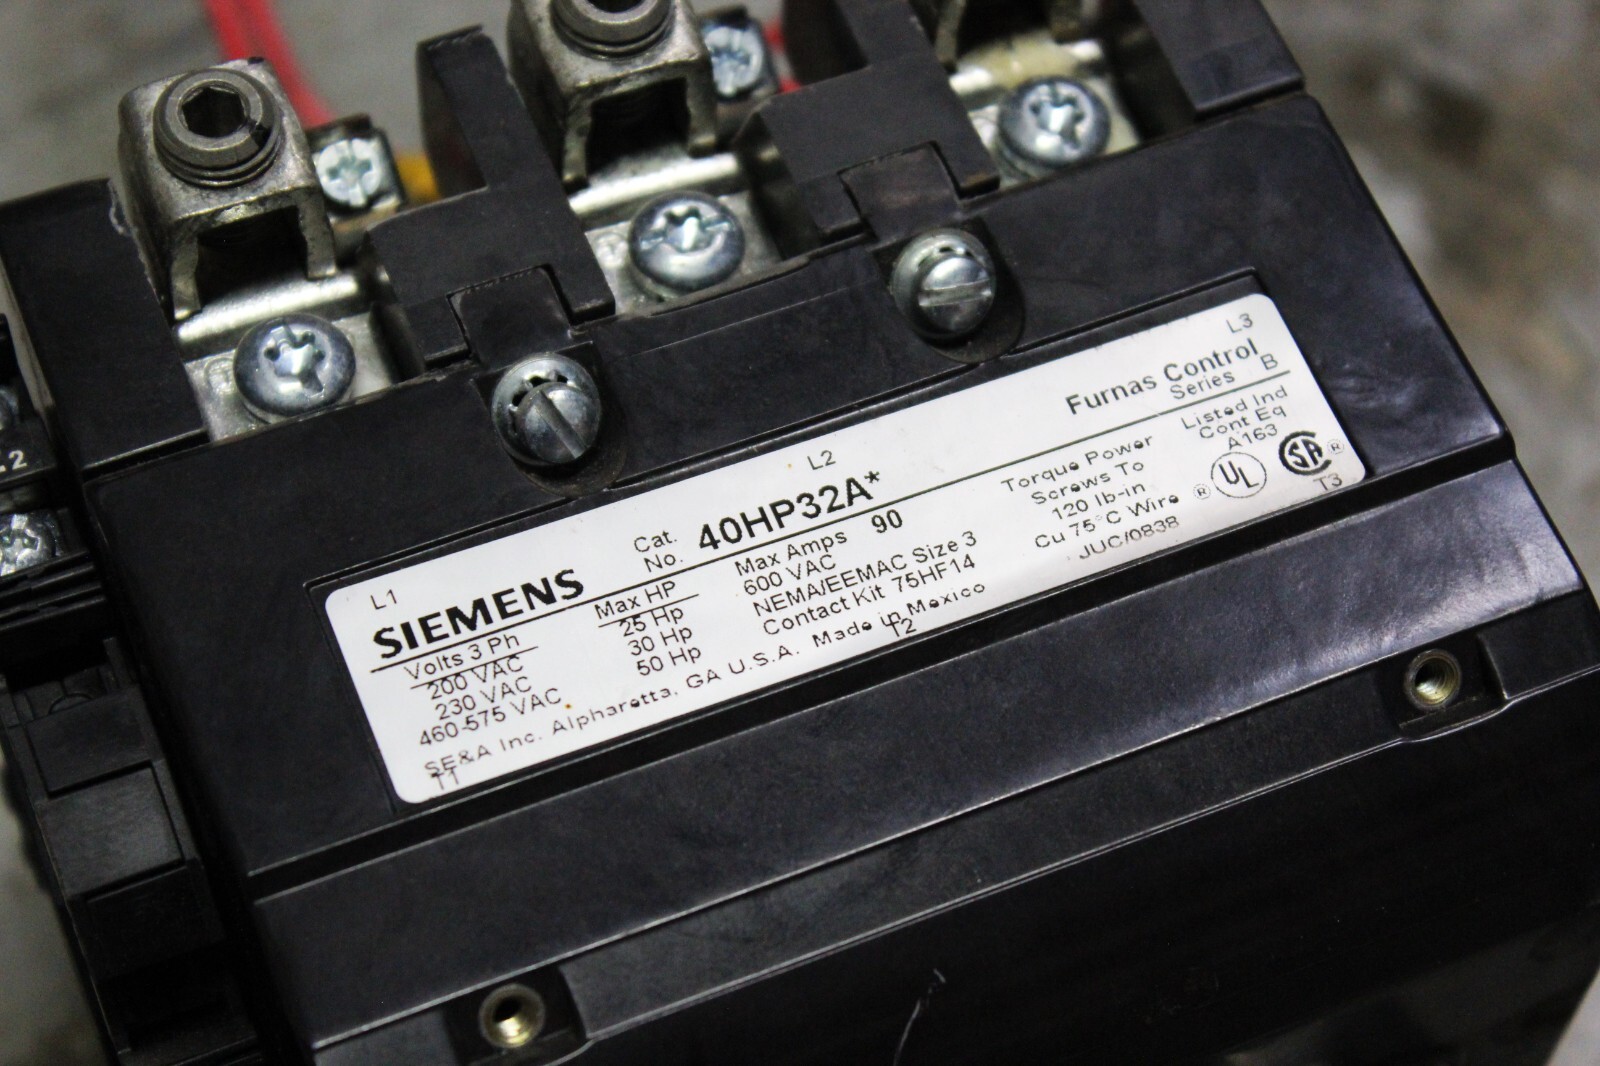 L1
L2
L3
SIEMENS
Cat. No. 40HP32A*
Furnas Control
Series B
Volts 3 Ph
200 VAC
230 VAC
460-575 VAC
Max HP
25 Hp
30 Hp
50 Hp
Max Amps 90
600 VAC
NEMA/EEMAC Size 3
Contact Kit 75HF14
Torque Power
Screws To
120 lb-in
Cu 75°C Wire
JUC/0838
Listed Ind
Cont Eq
A163
® UL
SA ®
SE&A Inc. Alpharetta, GA U.S.A. Made in Mexico
T1
T2
T3